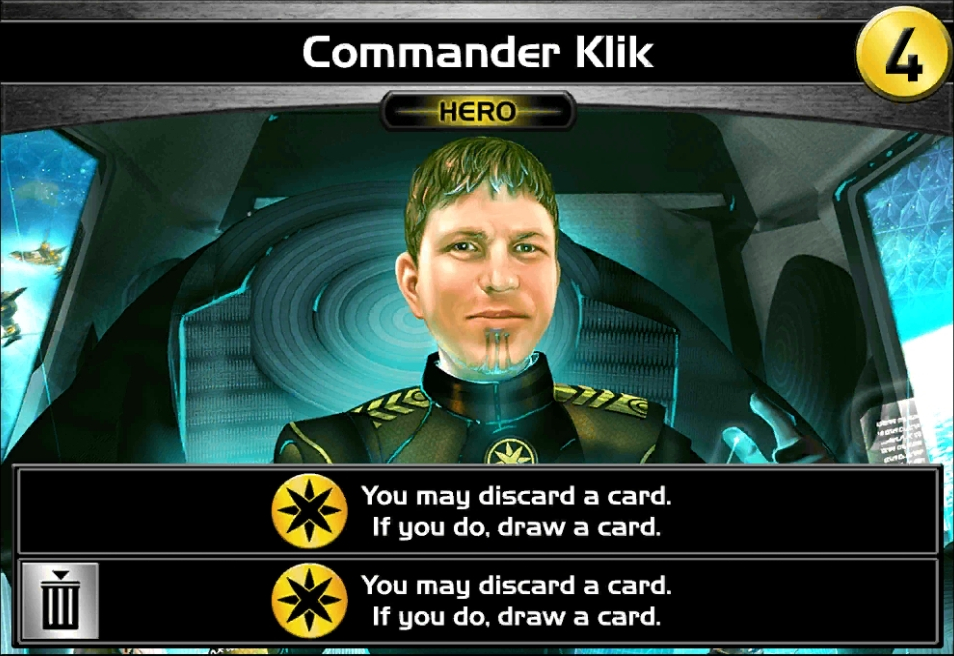 Commander Klik
4
HERO
You may discard a card.
If you do, draw a card.
You may discard a card.
If you do, draw a card.